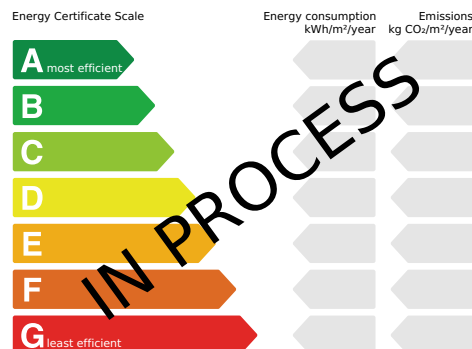 Energy Certificate Scale
Energy consumption
kWh/m²/year
Emissions
kg CO₂/m²/year
A most efficient
B
C
D
E
F
G least efficient
IN PROCESS